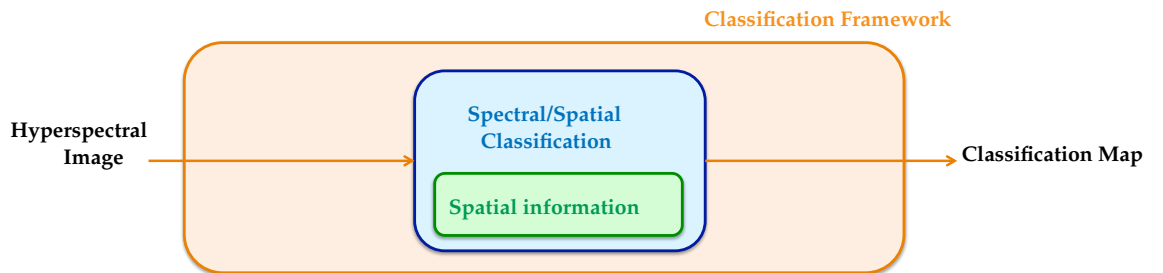 Classification Framework
Hyperspectral
Image
Spectral/Spatial
Classification
Spatial information
Classification Map